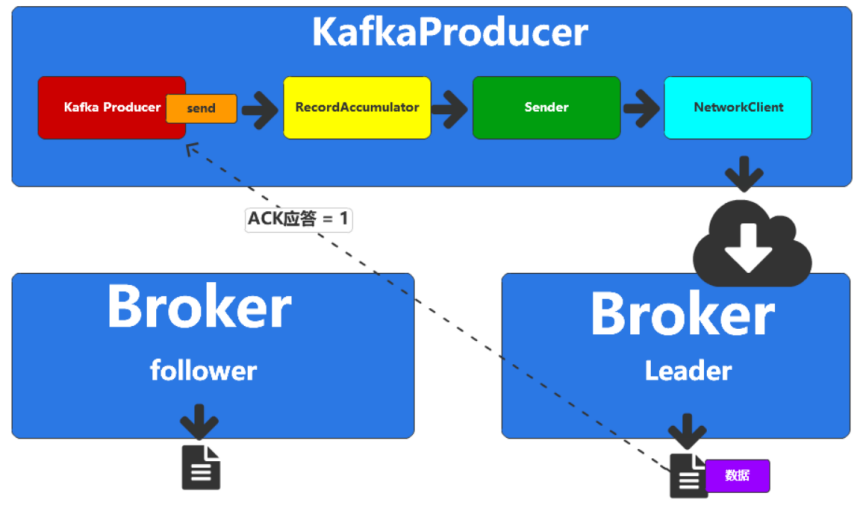 KafkaProducer
Kafka Producer
send
RecordAccumulator
Sender
NetworkClient
ACK应答 = 1
Broker
follower
Broker
Leader
数据